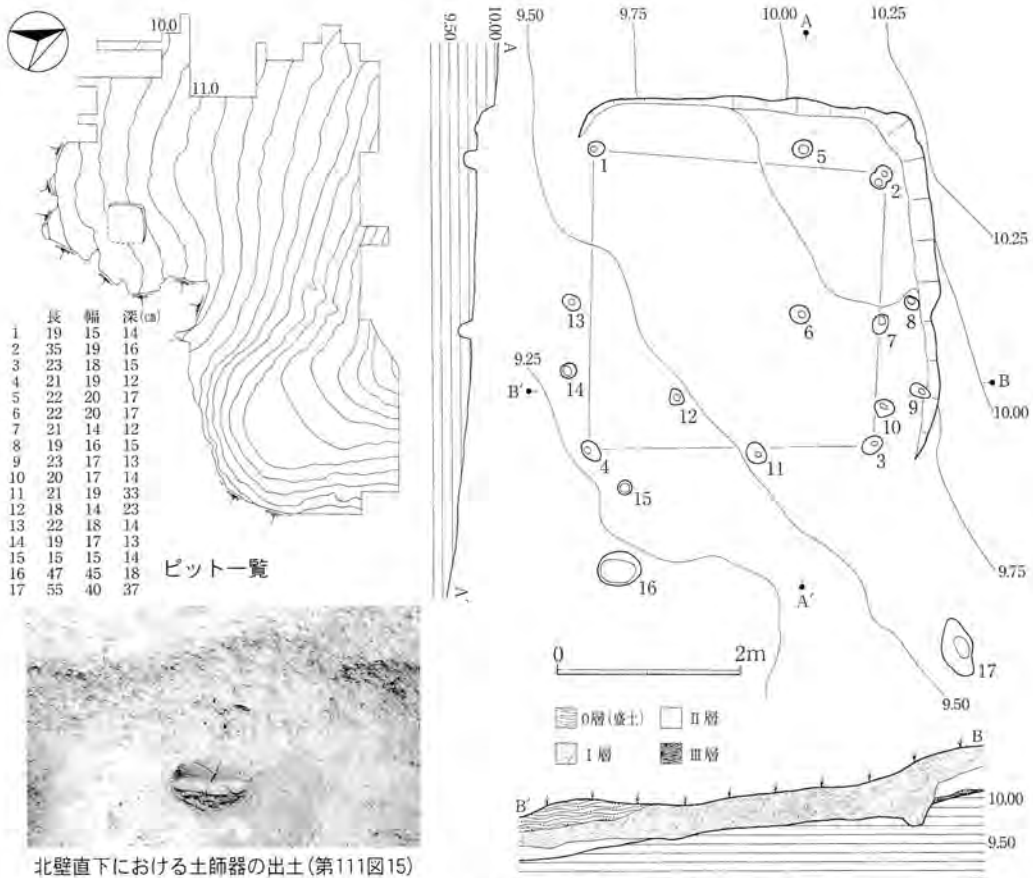 10.0
11.0
長 幅 深(㎝)
1 19 15 14
2 35 19 16
3 23 18 15
4 21 19 12
5 22 20 17
6 22 20 17
7 21 14 12
8 19 16 15
9 23 17 13
10 20 17 14
11 21 19 33
12 18 14 23
13 22 18 14
14 19 17 13
15 15 15 14
16 47 45 18
17 55 40 37
ピット一覧
9.50
10.00
A
A′
9.50
9.75
10.00
10.25
A
1
5
2
10.25
13
6
8
7
9.25
14
B′
12
9
B
10
10.00
4
11
3
15
9.75
16
A′
17
0 2m
9.50
0層(盛土) Ⅱ層
Ⅰ層 Ⅲ層
B
B′
10.00
9.50
北壁直下における土師器の出土(第111図15)